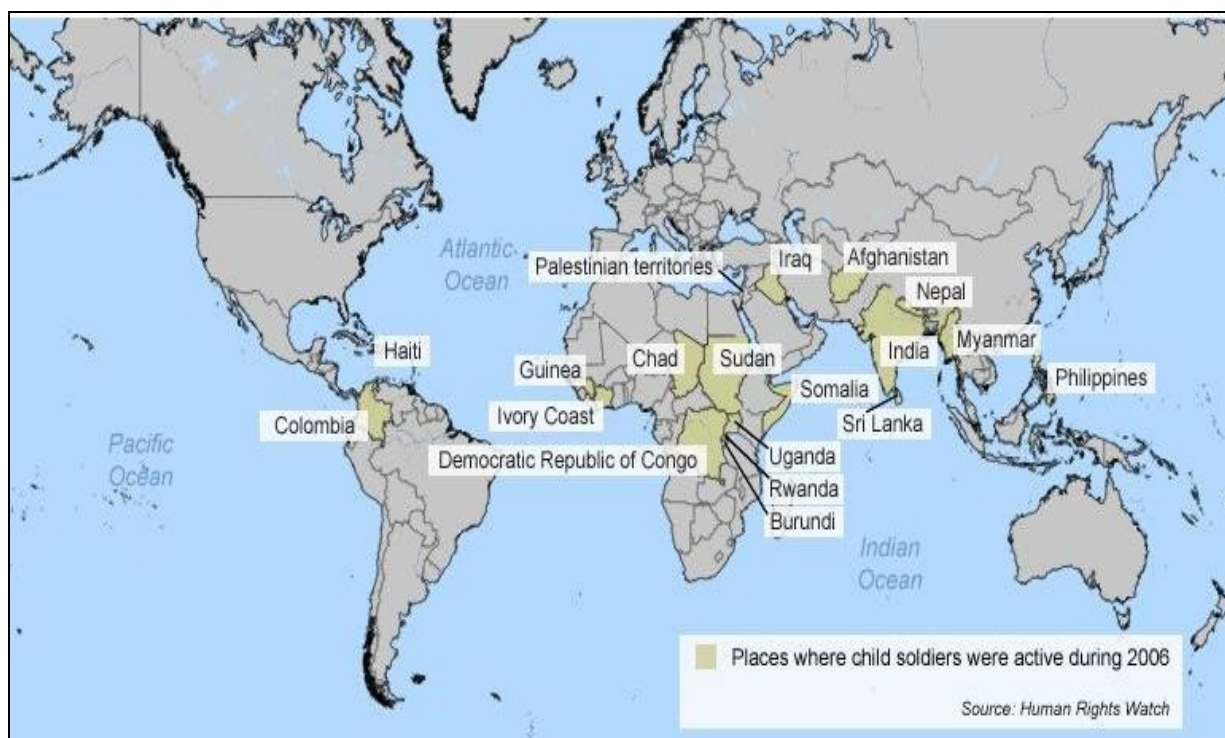 Atlantic
Ocean
Palestinian territories
Iraq
Afghanistan
Nepal
Haiti
Guinea
Chad
Sudan
India
Myanmar
Philippines
Colombia
Ivory Coast
Somalia
Sri Lanka
Pacific
Ocean
Democratic Republic of Congo
Uganda
Rwanda
Burundi
Indian
Ocean
Places where child soldiers were active during 2006
Source: Human Rights Watch